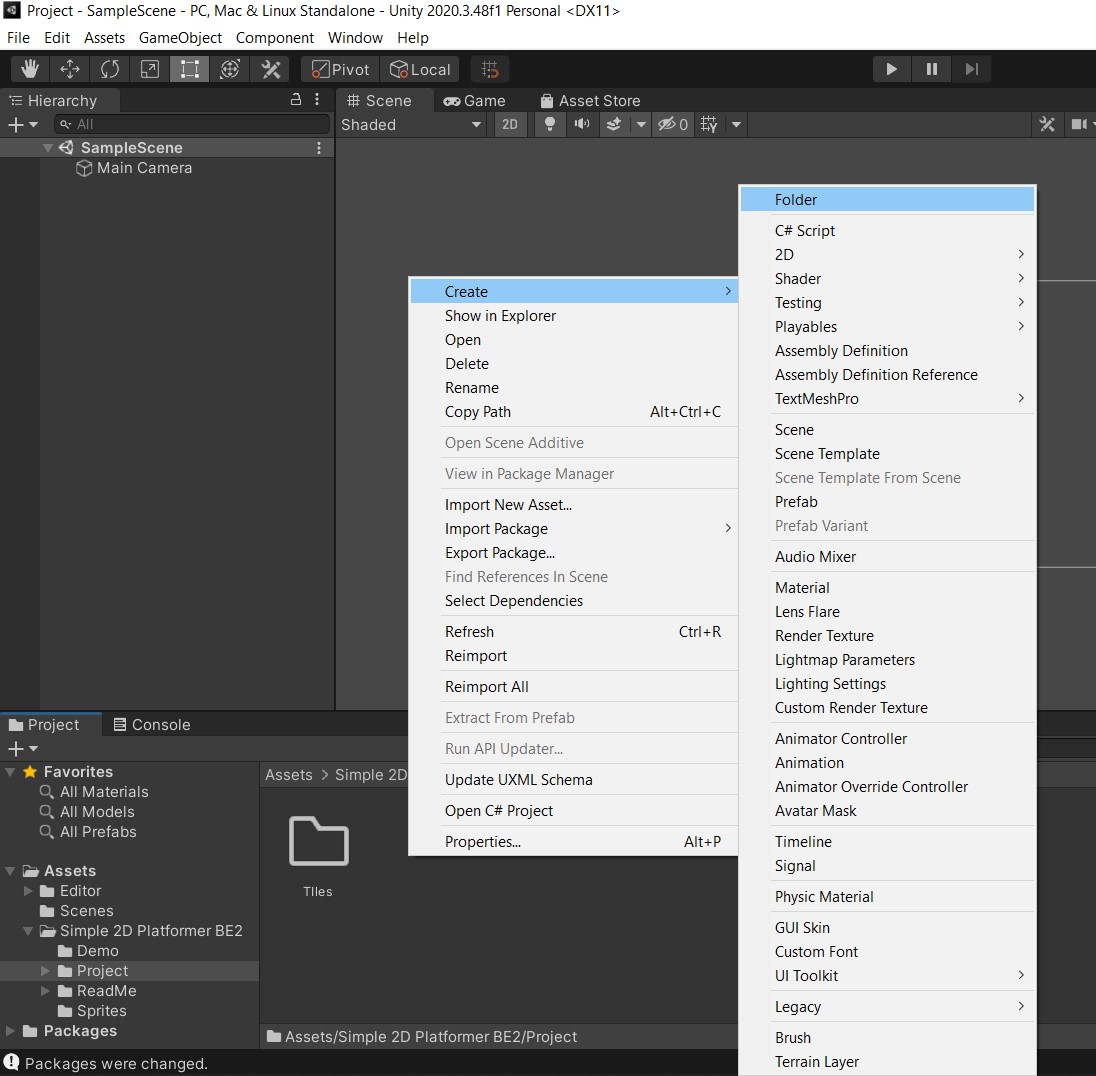 Project - SampleScene - PC, Mac & Linux Standalone - Unity 2020.3.48f1 Personal <DX11>
File Edit Assets GameObject Component Window Help
Pivot Local
Hierarchy
All
SampleScene
Main Camera
Scene Game Asset Store
Shaded 2D 0
Create
Show in Explorer
Open
Delete
Rename
Copy Path Alt+Ctrl+C
Open Scene Additive
View in Package Manager
Import New Asset...
Import Package
Export Package...
Find References In Scene
Select Dependencies
Refresh Ctrl+R
Reimport
Reimport All
Extract From Prefab
Run API Updater...
Update UXML Schema
Open C# Project
Properties... Alt+P
Folder
C# Script
2D
Shader
Testing
Playables
Assembly Definition
Assembly Definition Reference
TextMeshPro
Scene
Scene Template
Scene Template From Scene
Prefab
Prefab Variant
Audio Mixer
Material
Lens Flare
Render Texture
Lightmap Parameters
Lighting Settings
Custom Render Texture
Animator Controller
Animation
Animator Override Controller
Avatar Mask
Timeline
Signal
Physic Material
GUI Skin
Custom Font
UI Toolkit
Legacy
Brush
Terrain Layer
Project Console
Favorites
All Materials
All Models
All Prefabs
Assets
Editor
Scenes
Simple 2D Platformer BE2
Demo
Project
ReadMe
Sprites
Packages
Assets > Simple 2D
TIles
Assets/Simple 2D Platformer BE2/Project
Packages were changed.